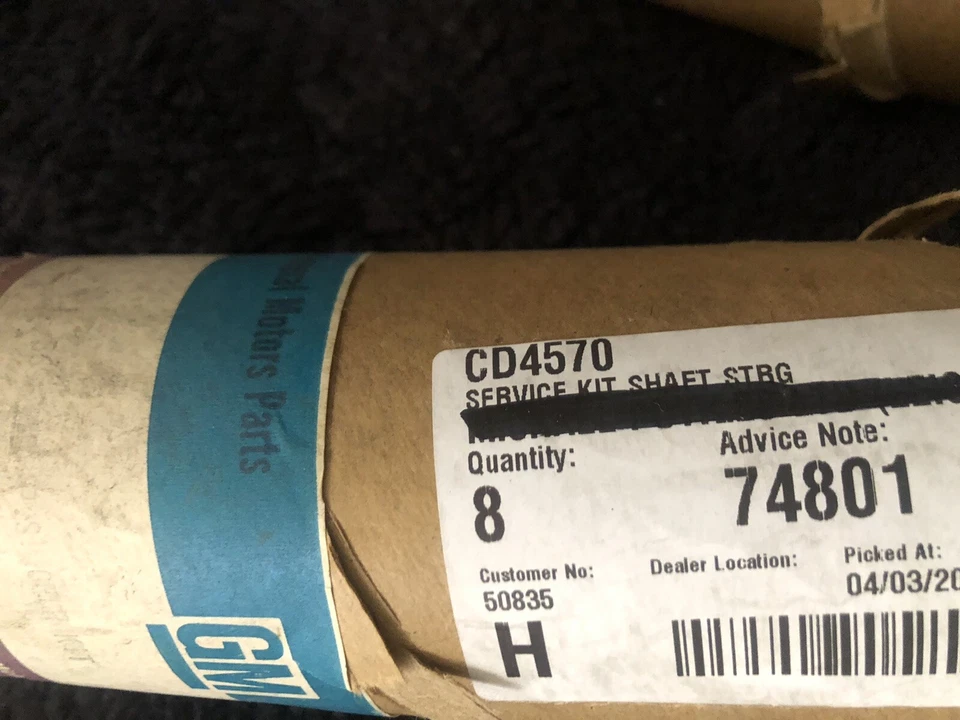 Motors Parts
GM
CD4570
SERVICE KIT SHAFT STRG
Quantity:
Advice Note:
8
74801
Customer No:
Dealer Location:
Picked At:
50835
04/03/20
H